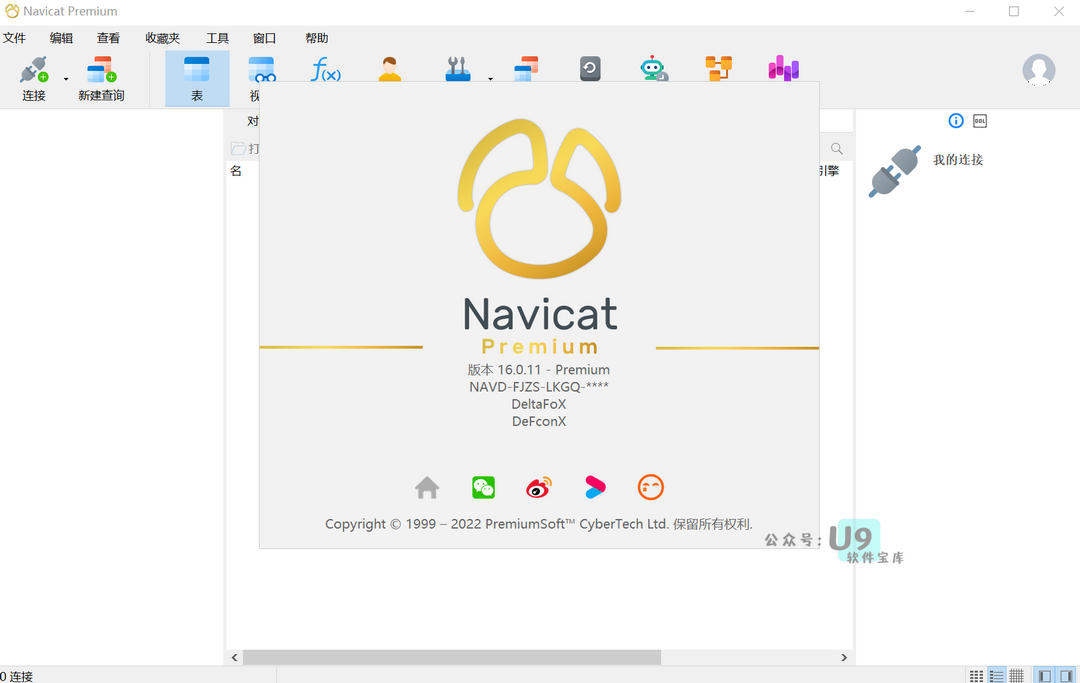 Navicat Premium
文件 编辑 查看 收藏夹 工具 窗口 帮助
f(x)
连接 新建查询 表 视
对
打
名 引擎
DDL
我的连接
Navicat
Premium
版本 16.0.11 - Premium
NAVD-FJZS-LKGQ-****
DeltaFoX
DeFconX
Copyright © 1999 – 2022 PremiumSoft™ CyberTech Ltd. 保留所有权利.
公众号: U9
软件宝库
0 连接